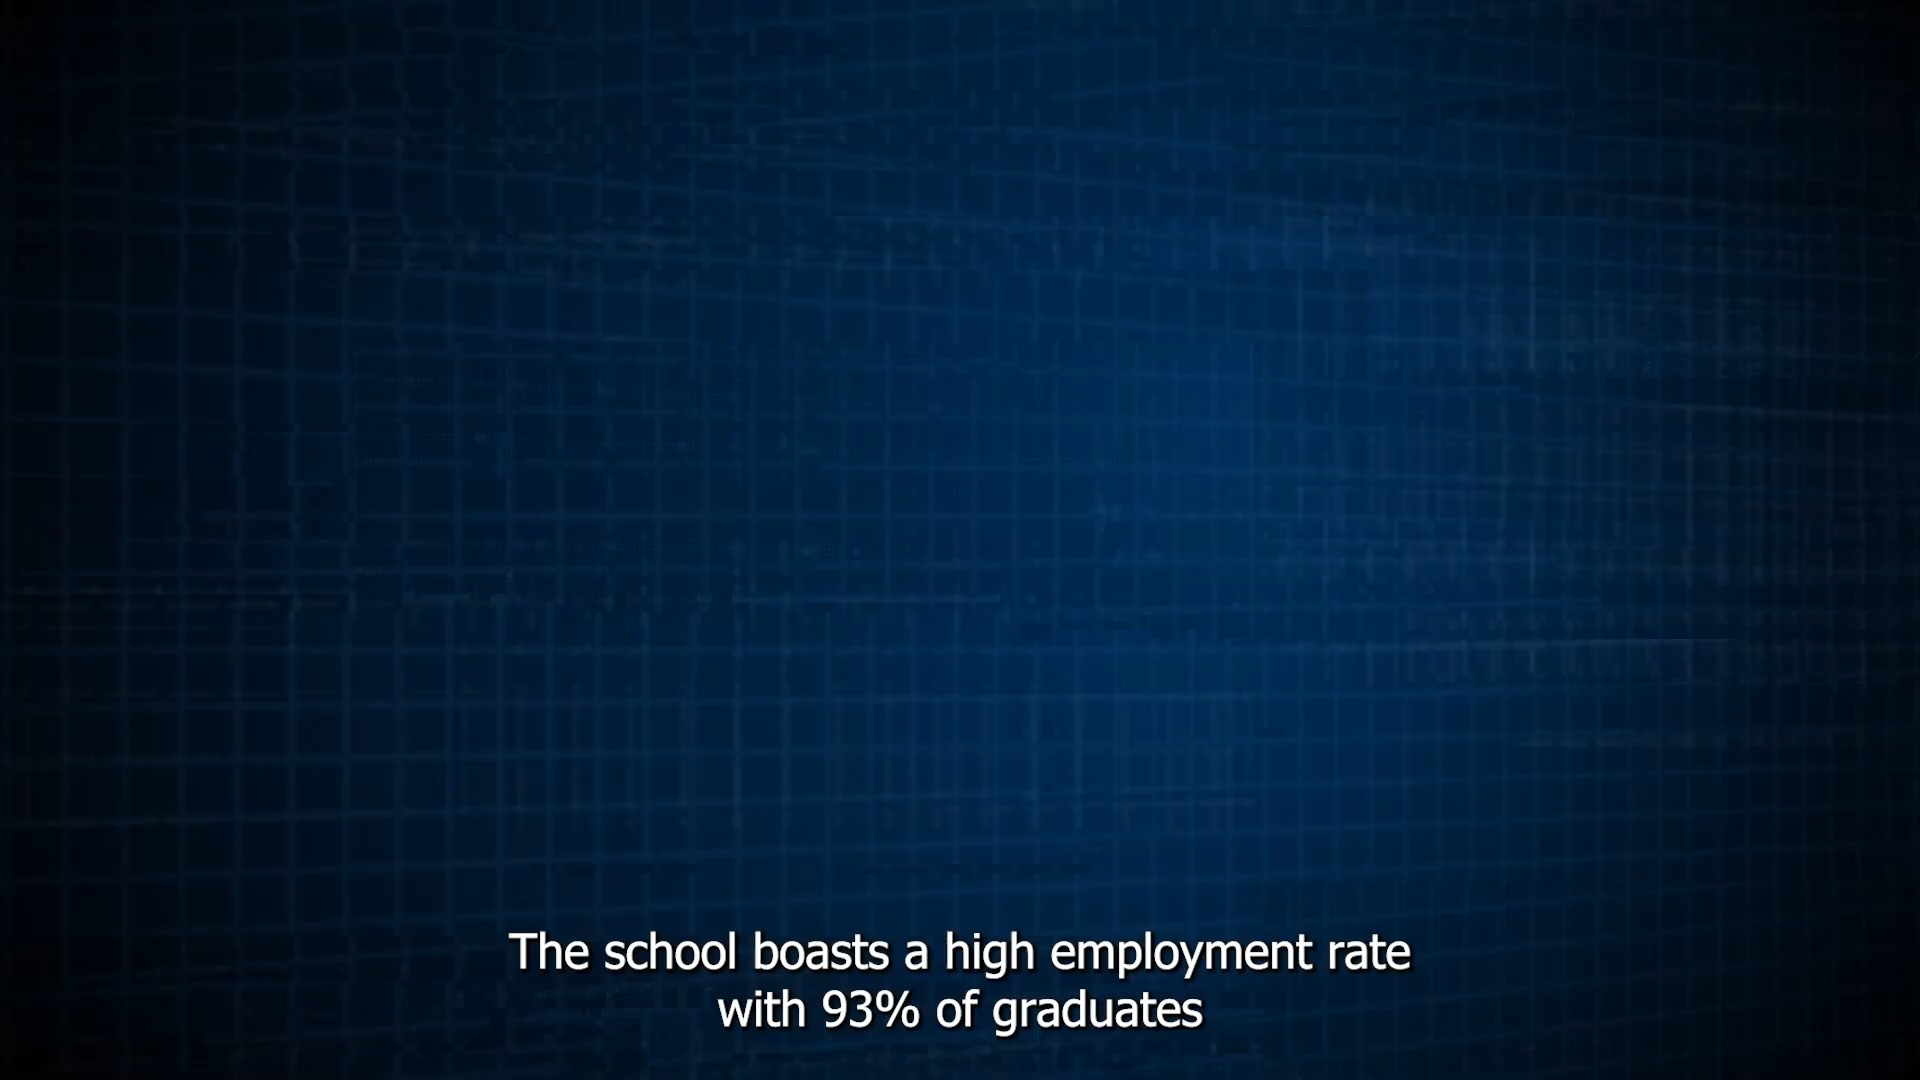 The school boasts a high employment rate
with 93% of graduates